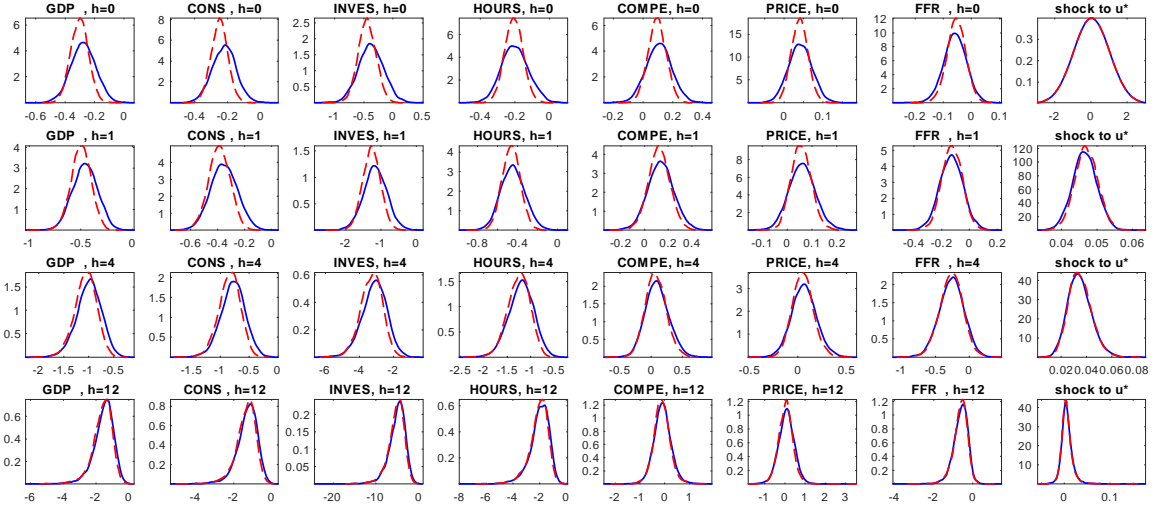 GDP , h=0 CONS , h=0 INVES, h=0 HOURS, h=0 COMPE, h=0 PRICE, h=0 FFR , h=0 shock to u*
6 4 2 -0.6 -0.4 -0.2 0
8 6 4 2 -0.4 -0.2 0
2.5 2 1.5 1 0.5 -1 -0.5 0 0.5
8 6 4 2 -0.4 -0.2 0
6 4 2 -0.2 0 0.2 0.4
15 10 5 0 0.1
12 10 8 6 4 2 -0.2 -0.1 0 0.1
0.3 0.2 0.1 -2 0 2
GDP , h=1 CONS , h=1 INVES, h=1 HOURS, h=1 COMPE, h=1 PRICE, h=1 FFR , h=1 shock to u*
4 3 2 1 -1 -0.5 0
5 4 3 2 1 -0.6 -0.4 -0.2 0
1.5 1 0.5 -2 -1 0
4 3 2 1 -0.8 -0.4 0
4 3 2 1 -0.2 0 0.2 0.4
8 6 4 2 -0.1 0 0.1 0.2
5 4 3 2 1 -0.4 -0.2 0 0.2
120 100 80 60 40 20 0.04 0.05 0.06
GDP , h=4 CONS , h=4 INVES, h=4 HOURS, h=4 COMPE, h=4 PRICE, h=4 FFR , h=4 shock to u*
1.5 1 0.5 -2 -1.5 -1 -0.5
2 1.5 1 0.5 -1.5 -1 -0.5 0
0.6 0.4 0.2 -6 -4 -2 0
1.5 1 0.5 -2.5 -2 -1.5 -1 -0.5
2 1.5 1 0.5 -0.5 0 0.5 1
3 2 1 -0.5 0 0.5
2 1.5 1 0.5 -1 -0.5 0
40 30 20 10 0.02 0.04 0.06 0.08
GDP , h=12 CONS , h=12 INVES, h=12 HOURS, h=12 COMPE, h=12 PRICE, h=12 FFR , h=12 shock to u*
0.6 0.4 0.2 -6 -4 -2 0
0.8 0.6 0.4 0.2 -4 -2 0
0.2 0.15 0.1 0.05 -20 -10 0
0.6 0.4 0.2 -8 -6 -4 -2 0
1.2 1 0.8 0.6 0.4 0.2 -1 0 1 2
1.2 1 0.8 0.6 0.4 0.2 -1 0 1 2 3
1.2 1 0.8 0.6 0.4 0.2 -4 -2 0
40 30 20 10 0 0.1